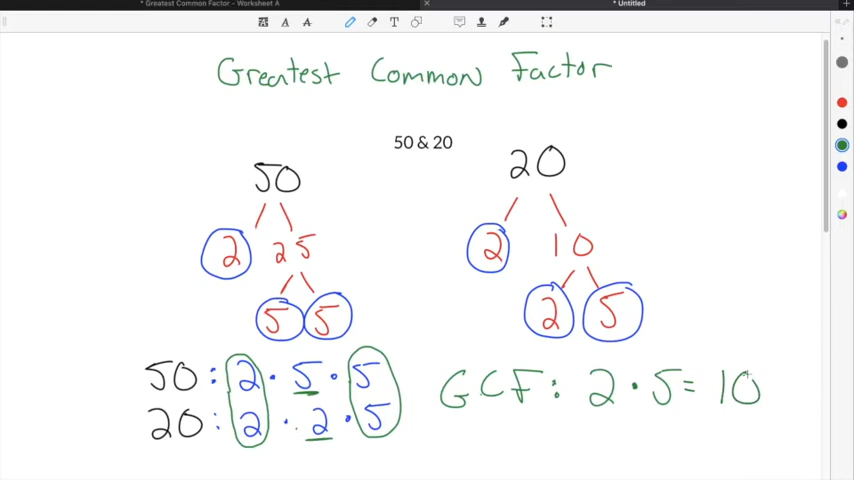 * Greatest Common Factor - Worksheet A
* Untitled
Greatest Common Factor
50 & 20
50
20
2 25
2 10
5 5
2 5
50: 2 · 5 · 5
20: 2 · 2 · 5
GCF: 2 · 5 = 10